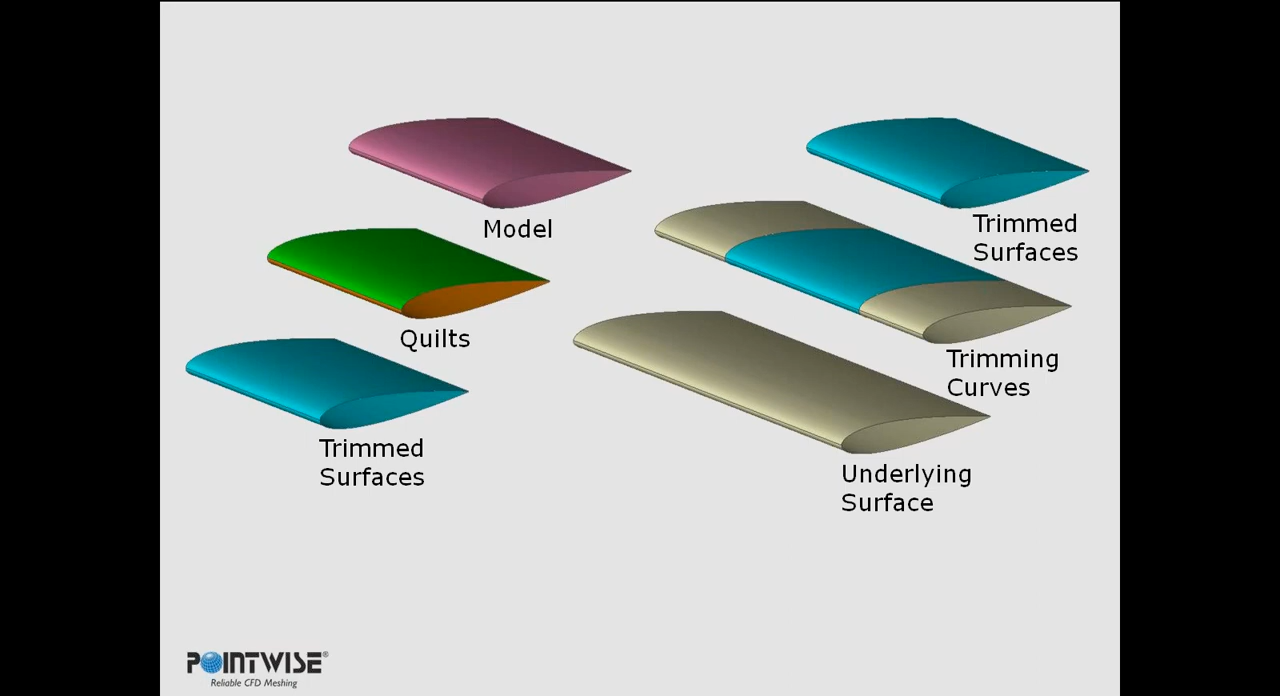 Model
Quilts
Trimmed
Surfaces
Trimmed
Surfaces
Trimming
Curves
Underlying
Surface
POINTWISE®
Reliable CFD Meshing